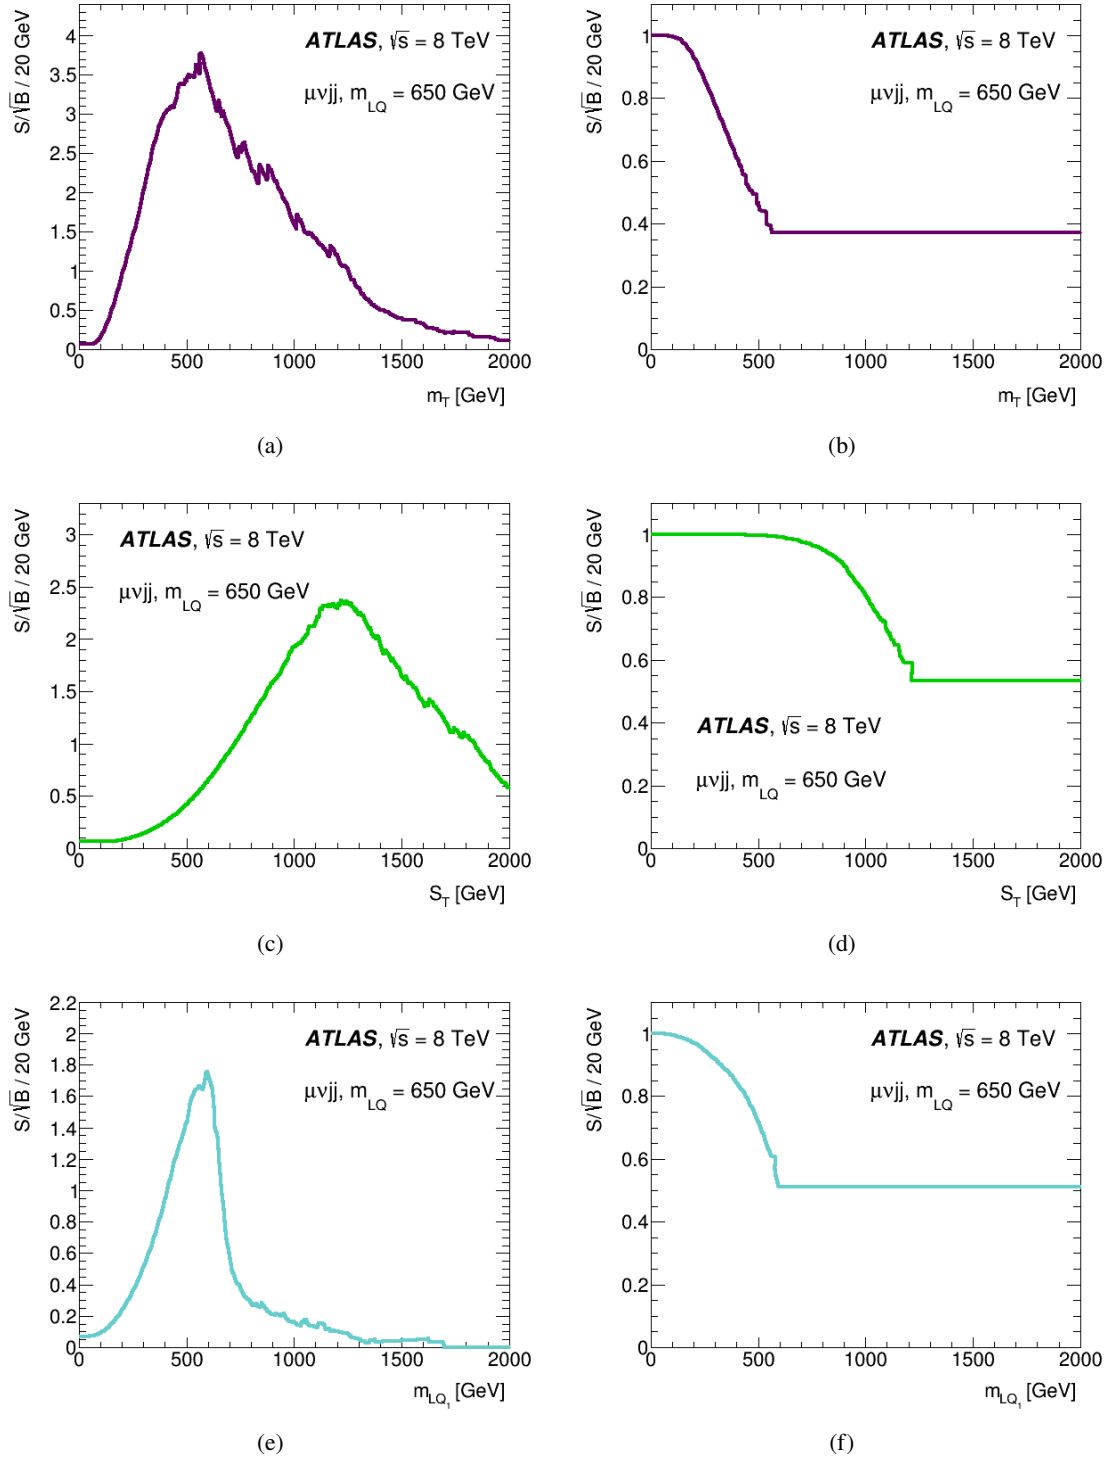 S/√B / 20 GeV
4
3.5
3
2.5
2
1.5
1
0.5
0
ATLAS, √s = 8 TeV
μνjj, m_LQ = 650 GeV
0 500 1000 1500 2000
m_T [GeV]
(a)
S/√B / 20 GeV
1
0.8
0.6
0.4
0.2
0
ATLAS, √s = 8 TeV
μνjj, m_LQ = 650 GeV
0 500 1000 1500 2000
m_T [GeV]
(b)
S/√B / 20 GeV
3
2.5
2
1.5
1
0.5
0
ATLAS, √s = 8 TeV
μνjj, m_LQ = 650 GeV
0 500 1000 1500 2000
S_T [GeV]
(c)
S/√B / 20 GeV
1
0.8
0.6
0.4
0.2
0
ATLAS, √s = 8 TeV
μνjj, m_LQ = 650 GeV
0 500 1000 1500 2000
S_T [GeV]
(d)
S/√B / 20 GeV
2.2
2
1.8
1.6
1.4
1.2
1
0.8
0.6
0.4
0.2
0
ATLAS, √s = 8 TeV
μνjj, m_LQ = 650 GeV
0 500 1000 1500 2000
m_LQ₁ [GeV]
(e)
S/√B / 20 GeV
1
0.8
0.6
0.4
0.2
0
ATLAS, √s = 8 TeV
μνjj, m_LQ = 650 GeV
0 500 1000 1500 2000
m_LQ₁ [GeV]
(f)